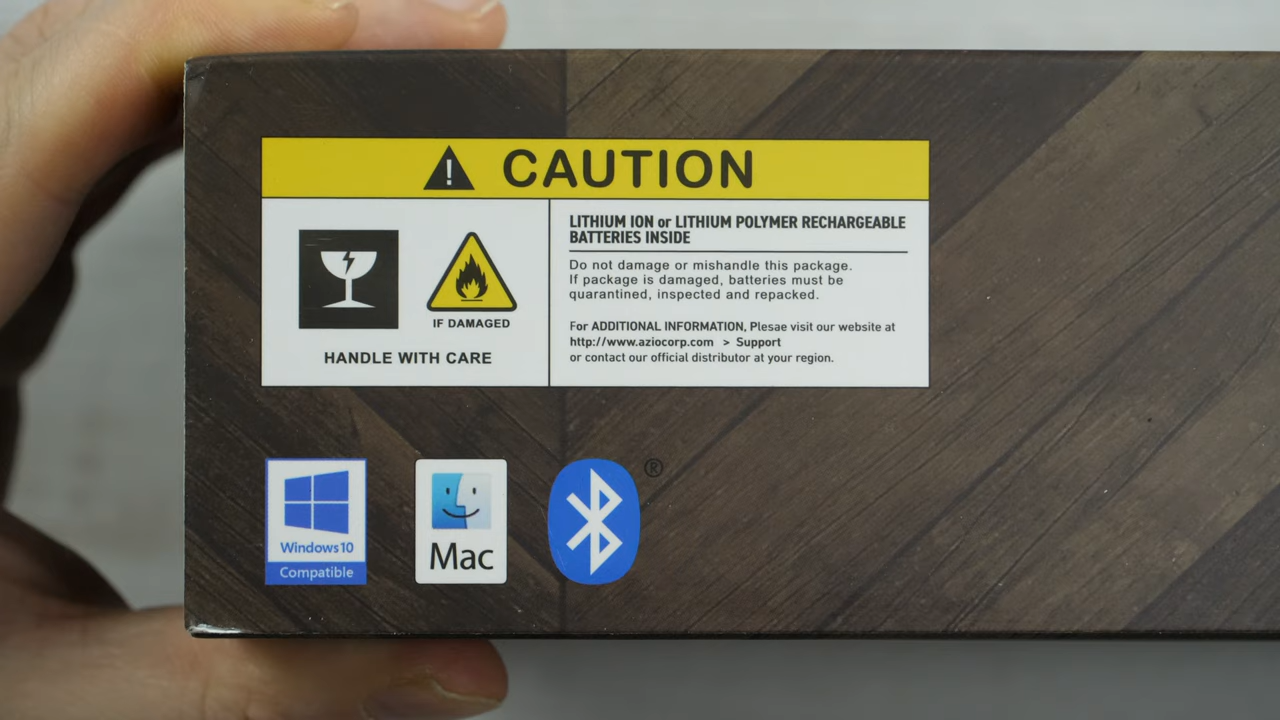 CAUTION
IF DAMAGED
HANDLE WITH CARE
LITHIUM ION or LITHIUM POLYMER RECHARGEABLE
BATTERIES INSIDE
Do not damage or mishandle this package.
If package is damaged, batteries must be
quarantined, inspected and repacked.
For ADDITIONAL INFORMATION, Plesae visit our website at
http://www.aziocorp.com > Support
or contact our official distributor at your region.
Windows 10
Compatible
Mac
®